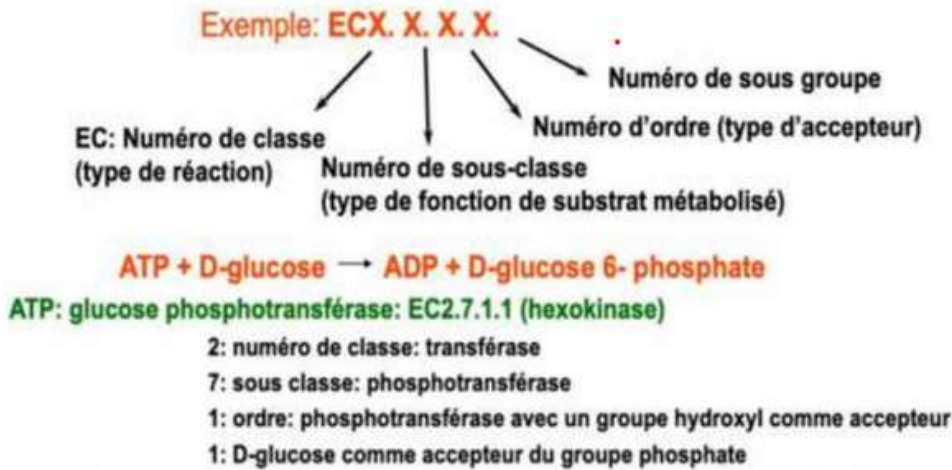 Exemple: ECX. X. X. X.
Numéro de sous groupe
EC: Numéro de classe
(type de réaction)
Numéro d'ordre (type d'accepteur)
Numéro de sous-classe
(type de fonction de substrat métabolisé)
ATP + D-glucose → ADP + D-glucose 6- phosphate
ATP: glucose phosphotransférase: EC2.7.1.1 (hexokinase)
2: numéro de classe: transférase
7: sous classe: phosphotransférase
1: ordre: phosphotransférase avec un groupe hydroxyl comme accepteur
1: D-glucose comme accepteur du groupe phosphate